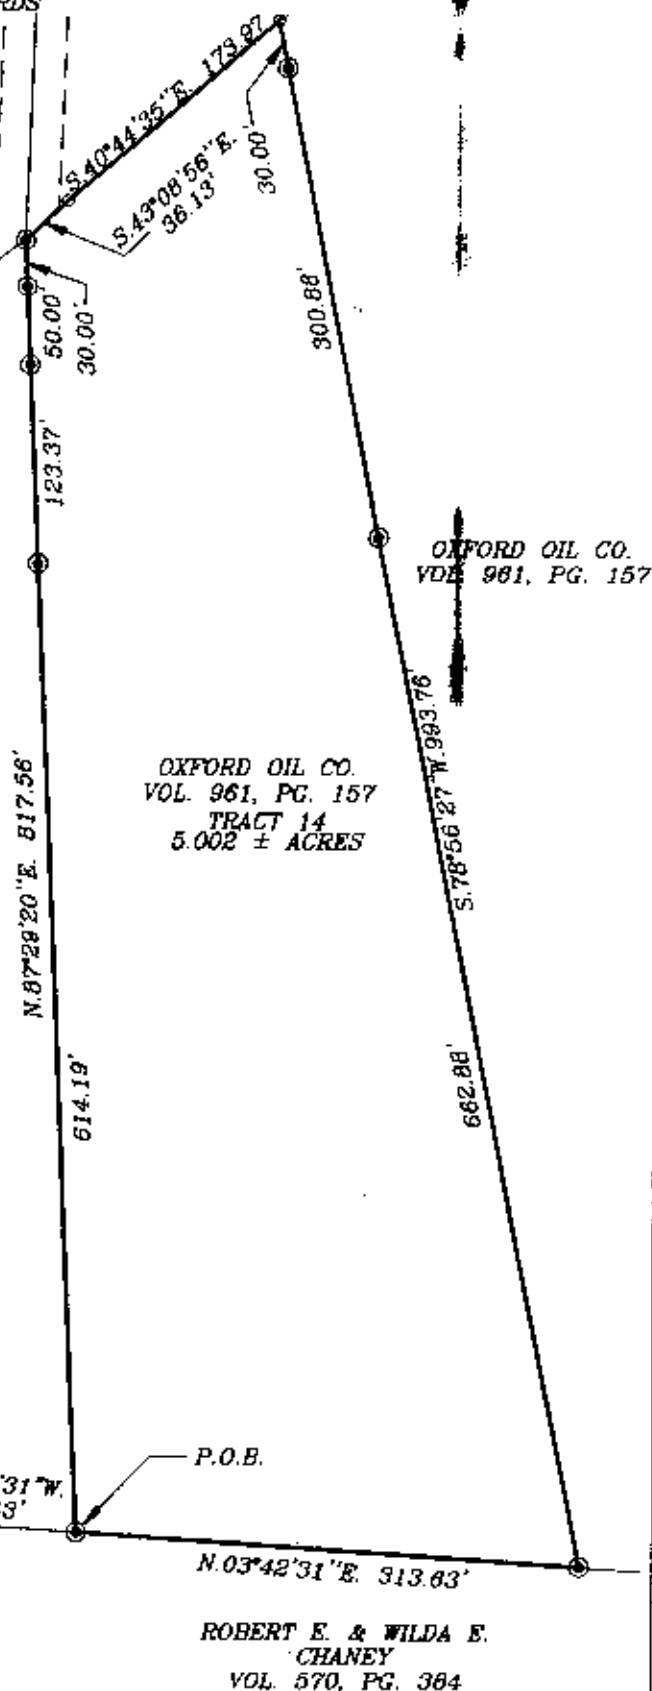 RDS
S.40°44'35"E. 173.97
S.43°08'56"E.
36.13'
30.00'
50.00'
30.00'
300.88'
123.37'
OXFORD OIL CO.
VOL 961, PG. 157
S.78°56'27"W. 993.76'
OXFORD OIL CO.
VOL. 961, PG. 157
TRACT 14
5.002 ± ACRES
N.87°29'20"E. 817.56'
614.19'
662.88'
P.O.B.
'31"W.
3'
N.03°42'31"E. 313.63'
ROBERT E. & WILDA E.
CHANEY
VOL. 570, PG. 384